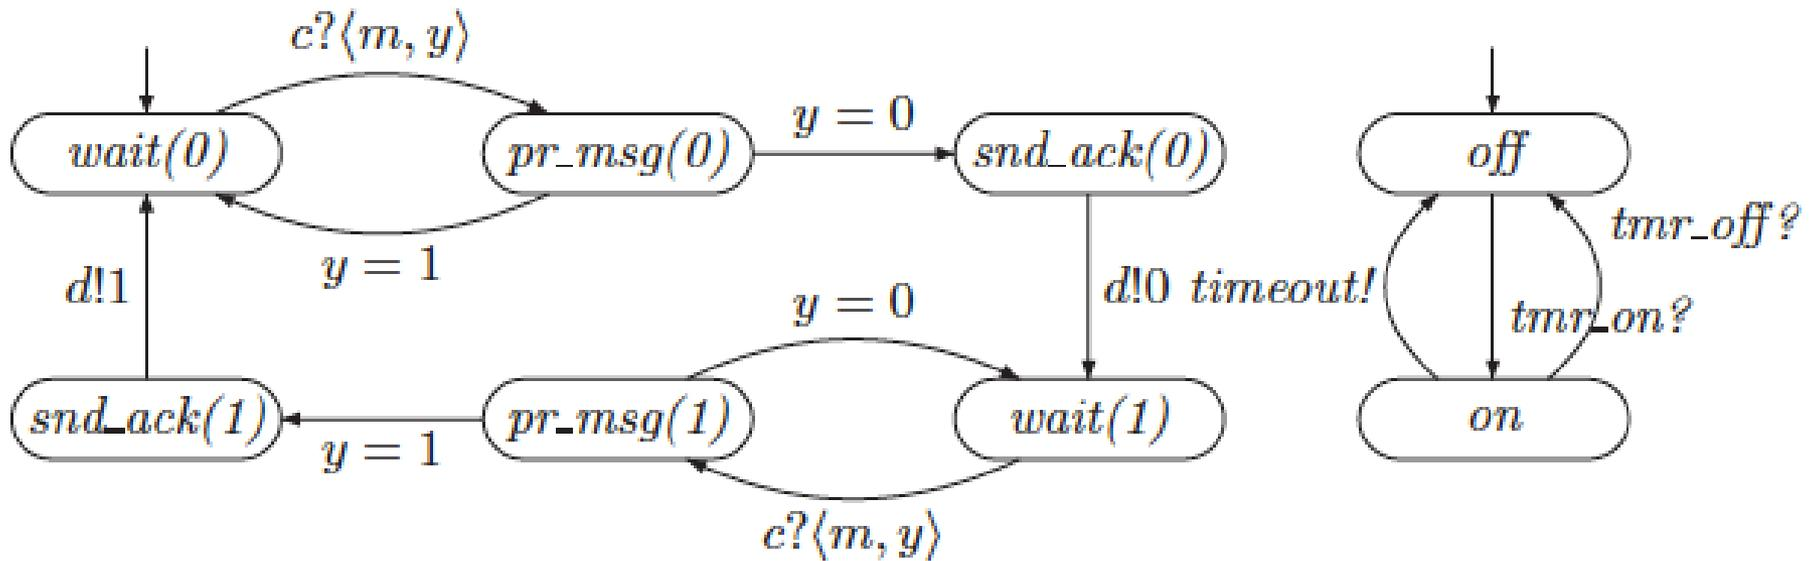 c?⟨m, y⟩
wait(0) pr_msg(0) y = 0 snd_ack(0) off
tmr_off?
d!1 y = 1 y = 0 d!0 timeout! tmr_on?
snd_ack(1) y = 1 pr_msg(1) wait(1) on
c?⟨m, y⟩